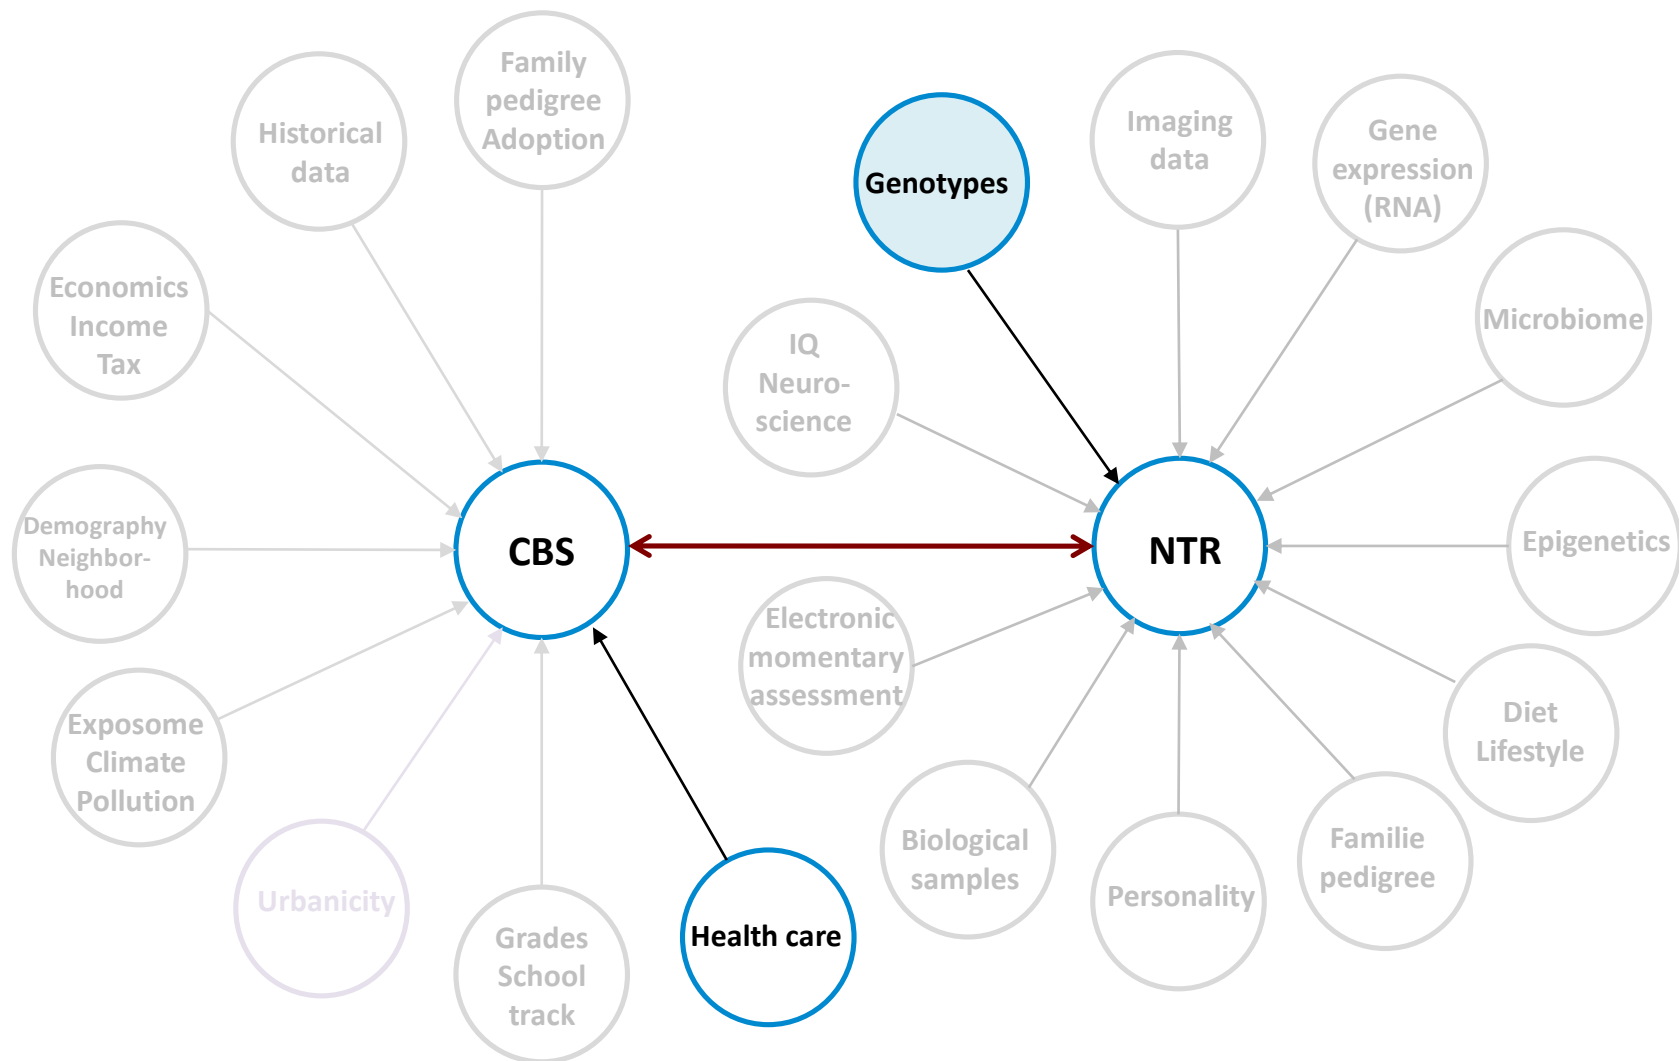 Family
pedigree
Adoption
Historical
data
Genotypes
Imaging
data
Gene
expression
(RNA)
Economics
Income
Tax
IQ
Neuro-
science
Microbiome
Demography
Neighbor-
hood
CBS
NTR
Epigenetics
Electronic
momentary
assessment
Exposome
Climate
Pollution
Diet
Lifestyle
Urbanicity
Grades
School
track
Health care
Biological
samples
Personality
Familie
pedigree